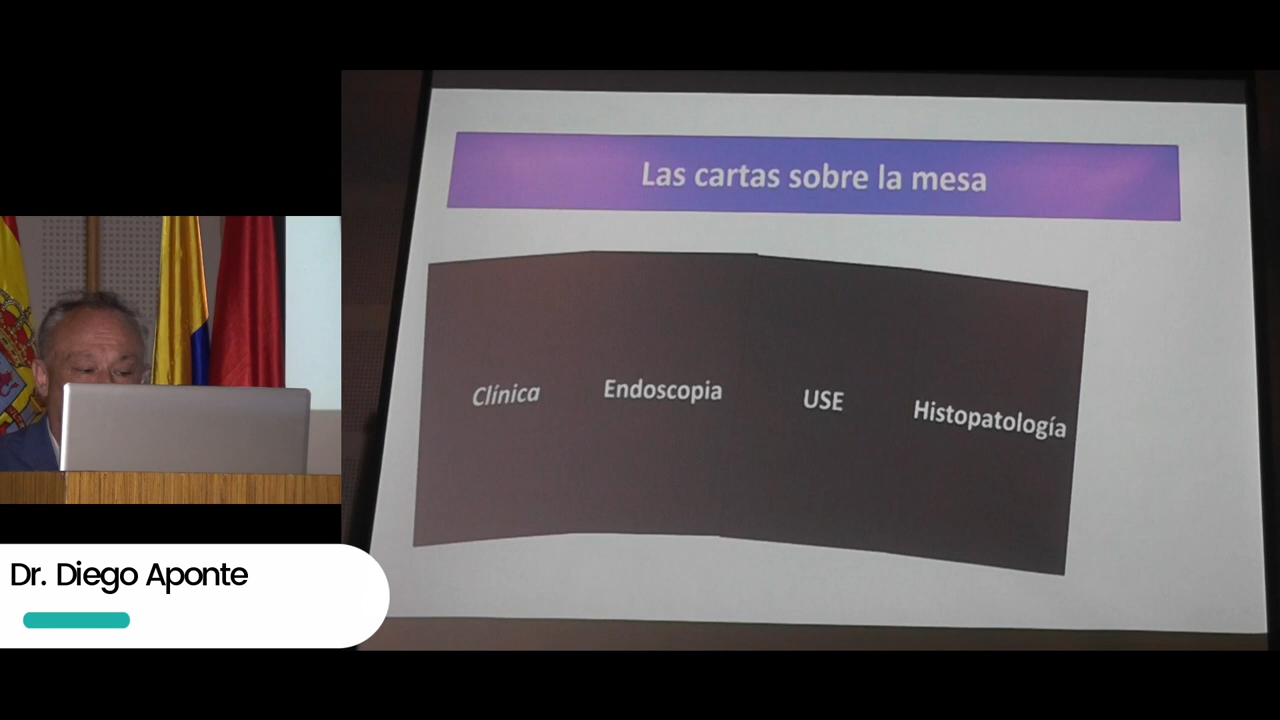 Las cartas sobre la mesa
Clínica
Endoscopia
USE
Histopatología
Dr. Diego Aponte